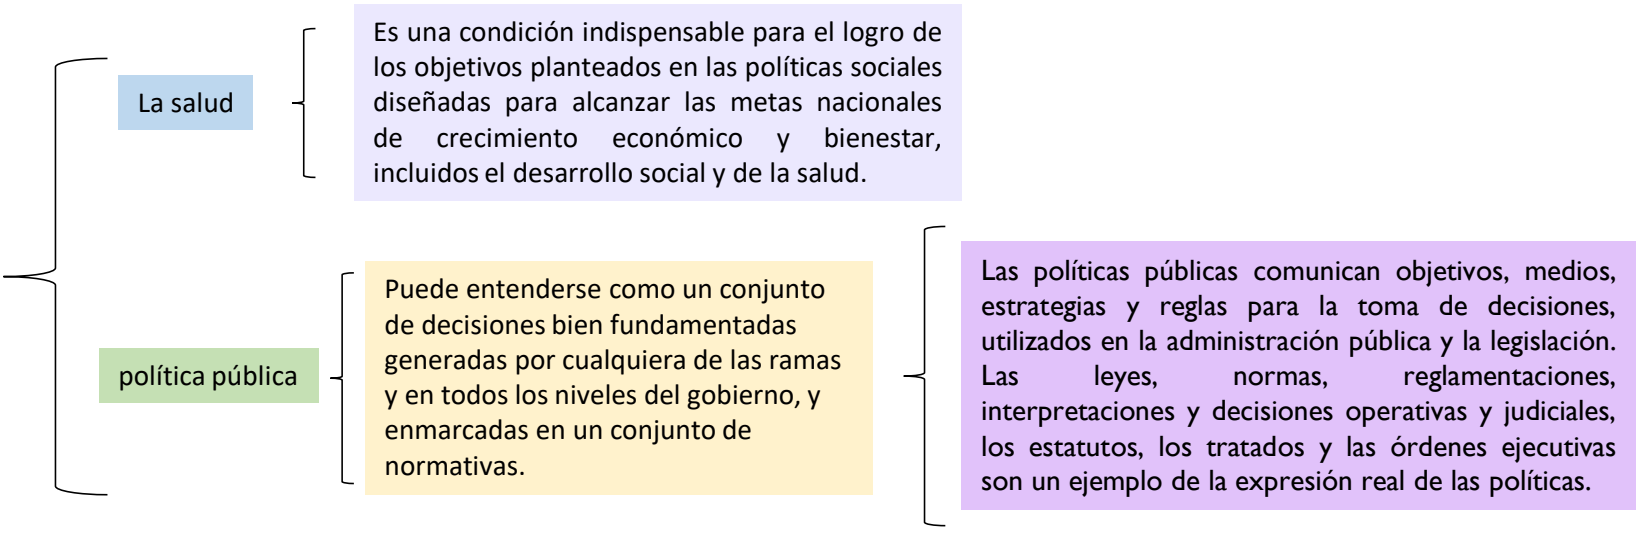 La salud
Es una condición indispensable para el logro de
los objetivos planteados en las políticas sociales
diseñadas para alcanzar las metas nacionales
de crecimiento económico y bienestar,
incluidos el desarrollo social y de la salud.
política pública
Puede entenderse como un conjunto
de decisiones bien fundamentadas
generadas por cualquiera de las ramas
y en todos los niveles del gobierno, y
enmarcadas en un conjunto de
normativas.
Las políticas públicas comunican objetivos, medios,
estrategias y reglas para la toma de decisiones,
utilizados en la administración pública y la legislación.
Las leyes, normas, reglamentaciones,
interpretaciones y decisiones operativas y judiciales,
los estatutos, los tratados y las órdenes ejecutivas
son un ejemplo de la expresión real de las políticas.